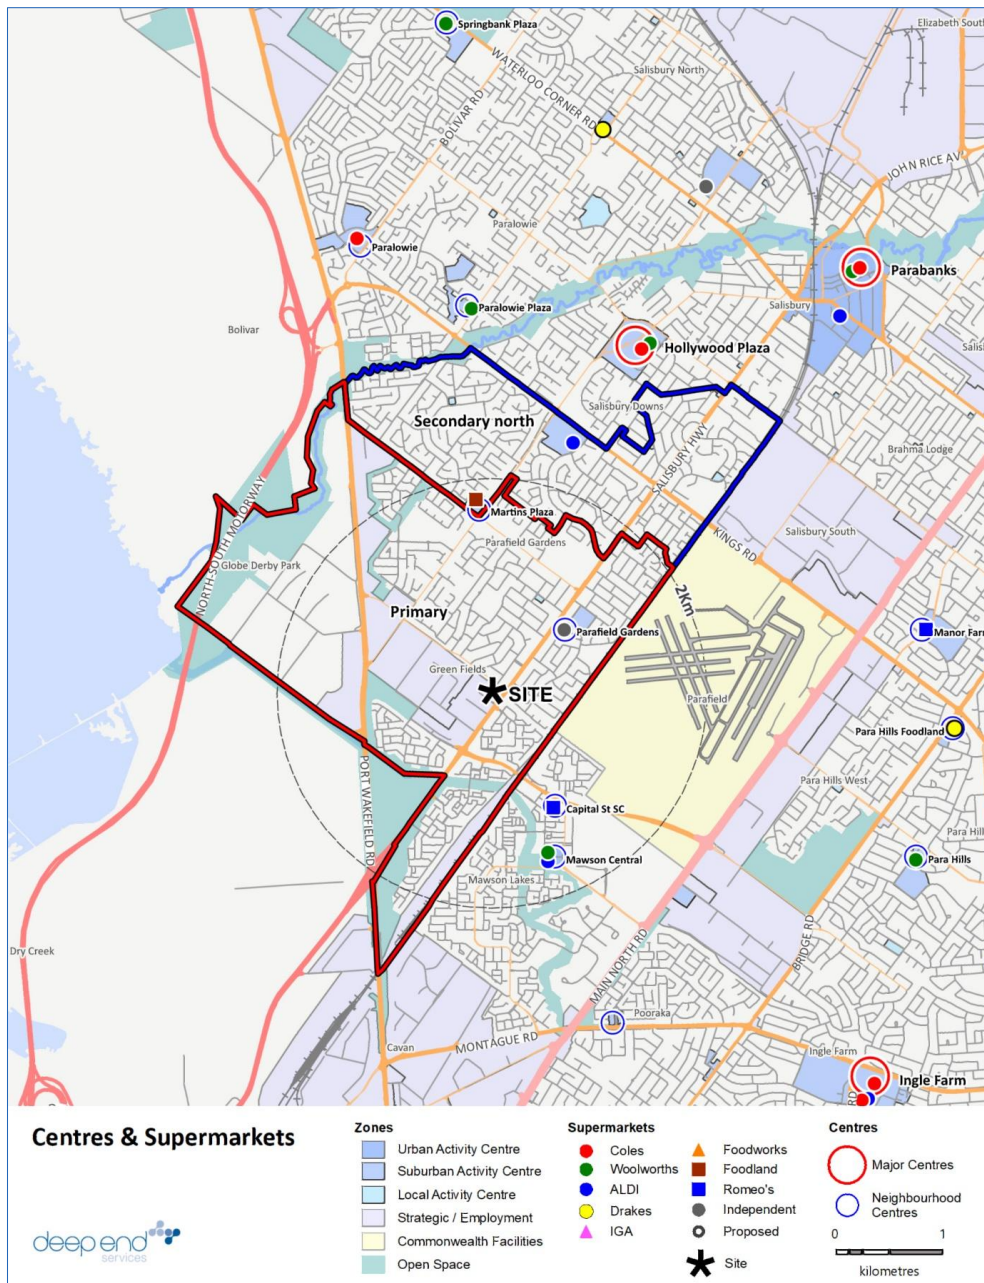 Springbank Plaza
Elizabeth South
WATERLOO CORNER RD
Salisbury North
BOLIVAR RD
JOHN RICE AV
Paralowie
Paralowie
Parabanks
Paralowie Plaza
Salisbury
Bolivar
Hollywood Plaza
Salisb
Secondary north
Salisbury Downs
SALISBURY HWY
Brahma Lodge
Martins Plaza
Parafield Gardens
KINGS RD
Salisbury South
NORTH-SOUTH MOTORWAY
Globe Derby Park
2Km
Primary
Parafield Gardens
Manor Farm
Green Fields
SITE
Parafield
Para Hills Foodland
PORT WAKEFIELD RD
Para Hills West
Capital St SC
Para Hills
Mawson Central
Para Hills
Mawson Lakes
Dry Creek
BRIDGE RD
MAIN NORTH RD
Pooraka
MONTAGUE RD
Cavan
Ingle Farm
Ingle Farm
RD
Centres & Supermarkets
Zones
Urban Activity Centre
Suburban Activity Centre
Local Activity Centre
Strategic / Employment
Commonwealth Facilities
Open Space
Supermarkets
Coles
Woolworths
ALDI
Drakes
IGA
Foodworks
Foodland
Romeo's
Independent
Proposed
Site
Centres
Major Centres
Neighbourhood
Centres
0 1
kilometres
deep end
services